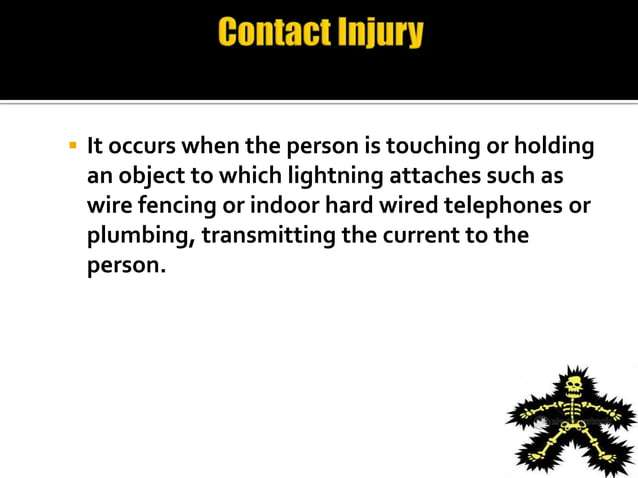 Contact Injury
It occurs when the person is touching or holding
an object to which lightning attaches such as
wire fencing or indoor hard wired telephones or
plumbing, transmitting the current to the
person.